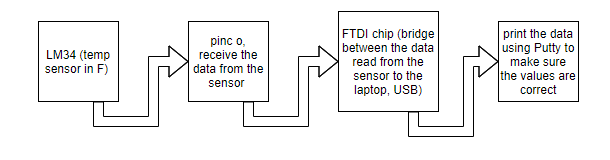 LM34 (temp
sensor in F)
pinc o,
receive the
data from the
sensor
FTDI chip (bridge
between the data
read from the
sensor to the
laptop, USB)
print the data
using Putty to
make sure
the values are
correct